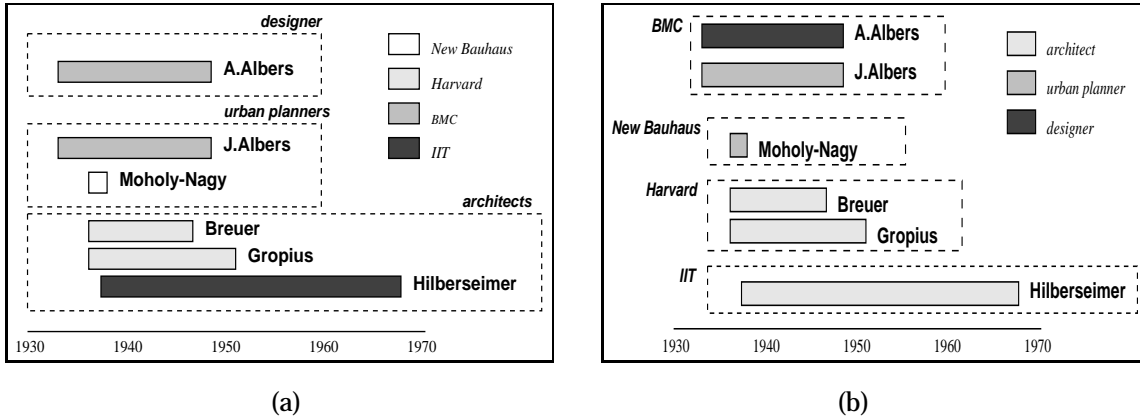 designer
New Bauhaus
A.Albers
Harvard
urban planners
BMC
J.Albers
IIT
Moholy-Nagy
architects
Breuer
Gropius
Hilberseimer
1930 1940 1950 1960 1970
(a)
BMC
A.Albers
architect
J.Albers
urban planner
New Bauhaus
designer
Moholy-Nagy
Harvard
Breuer
Gropius
IIT
Hilberseimer
1930 1940 1950 1960 1970
(b)